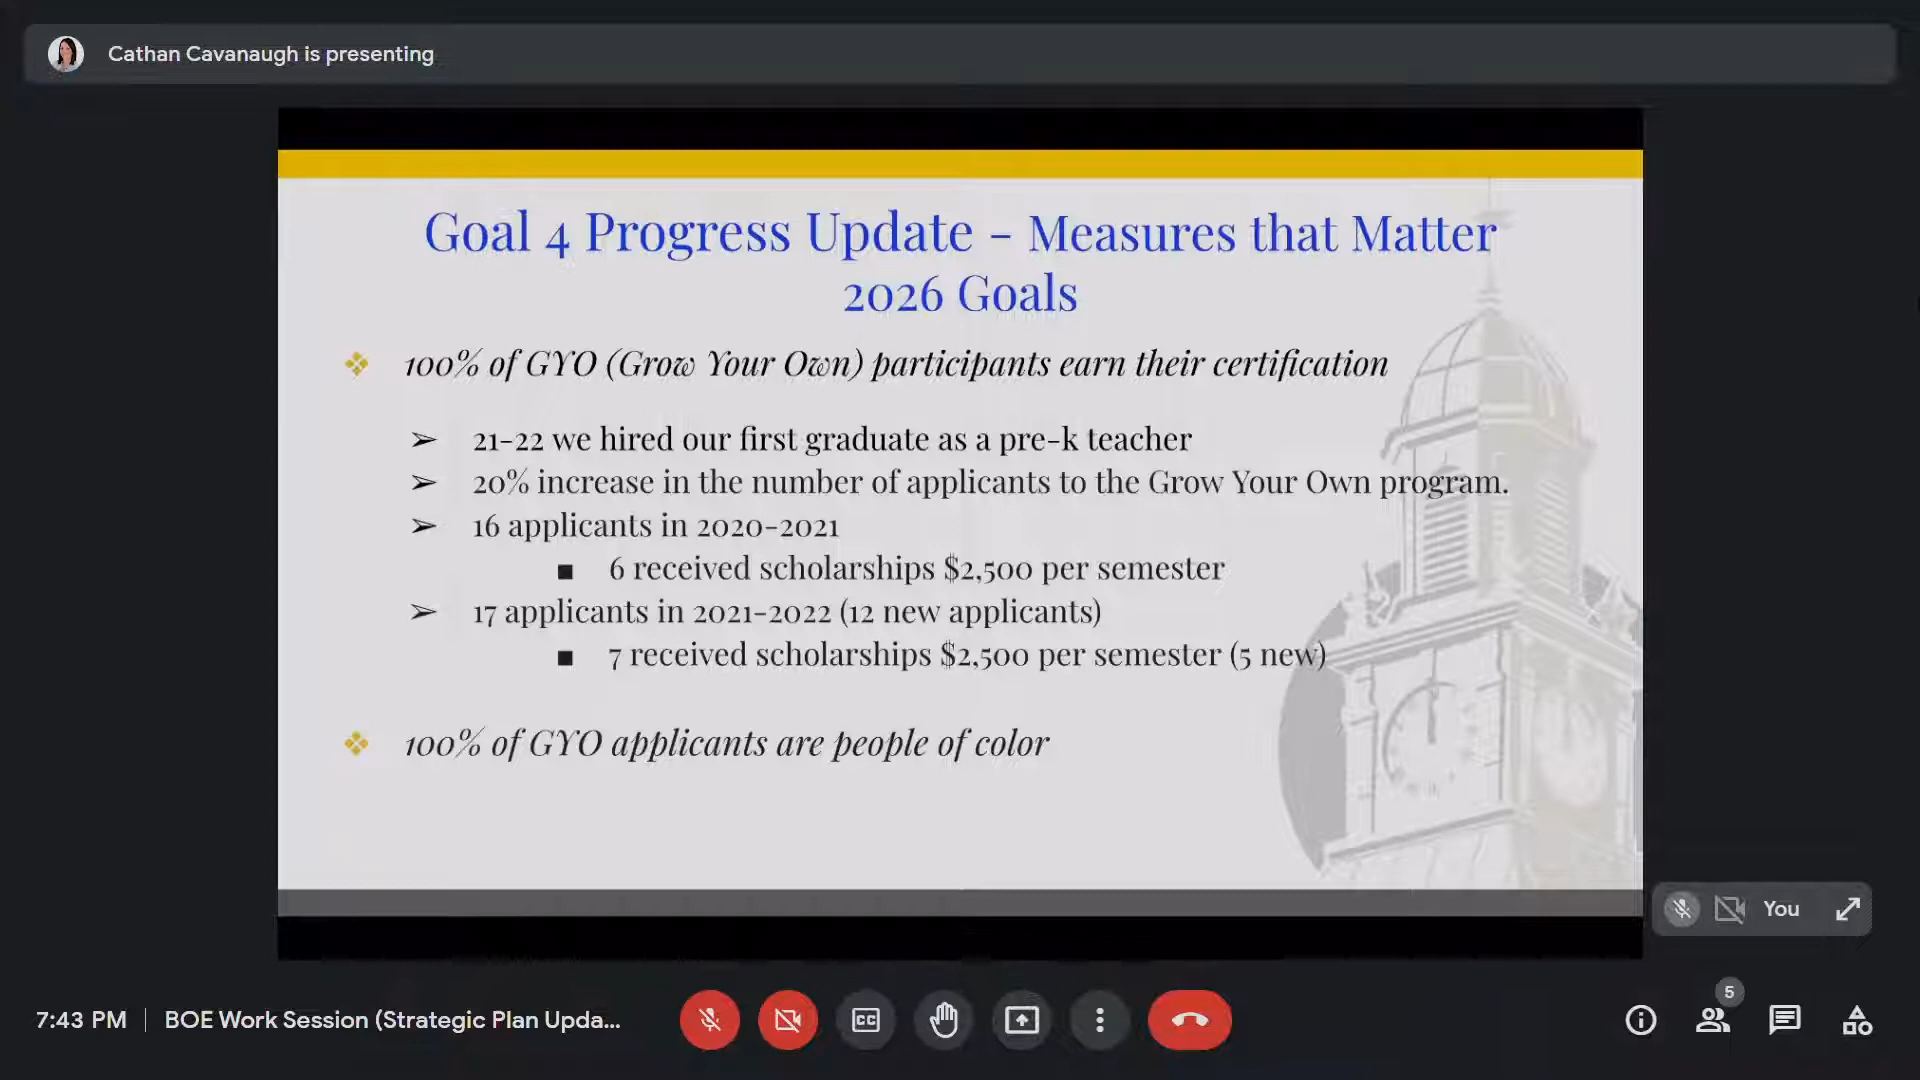 Cathan Cavanaugh is presenting
Goal 4 Progress Update - Measures that Matter
2026 Goals
❖ 100% of GYO (Grow Your Own) participants earn their certification
➢ 21-22 we hired our first graduate as a pre-k teacher
➢ 20% increase in the number of applicants to the Grow Your Own program.
➢ 16 applicants in 2020-2021
■ 6 received scholarships $2,500 per semester
➢ 17 applicants in 2021-2022 (12 new applicants)
■ 7 received scholarships $2,500 per semester (5 new)
❖ 100% of GYO applicants are people of color
You
5
7:43 PM | BOE Work Session (Strategic Plan Upda...
CC